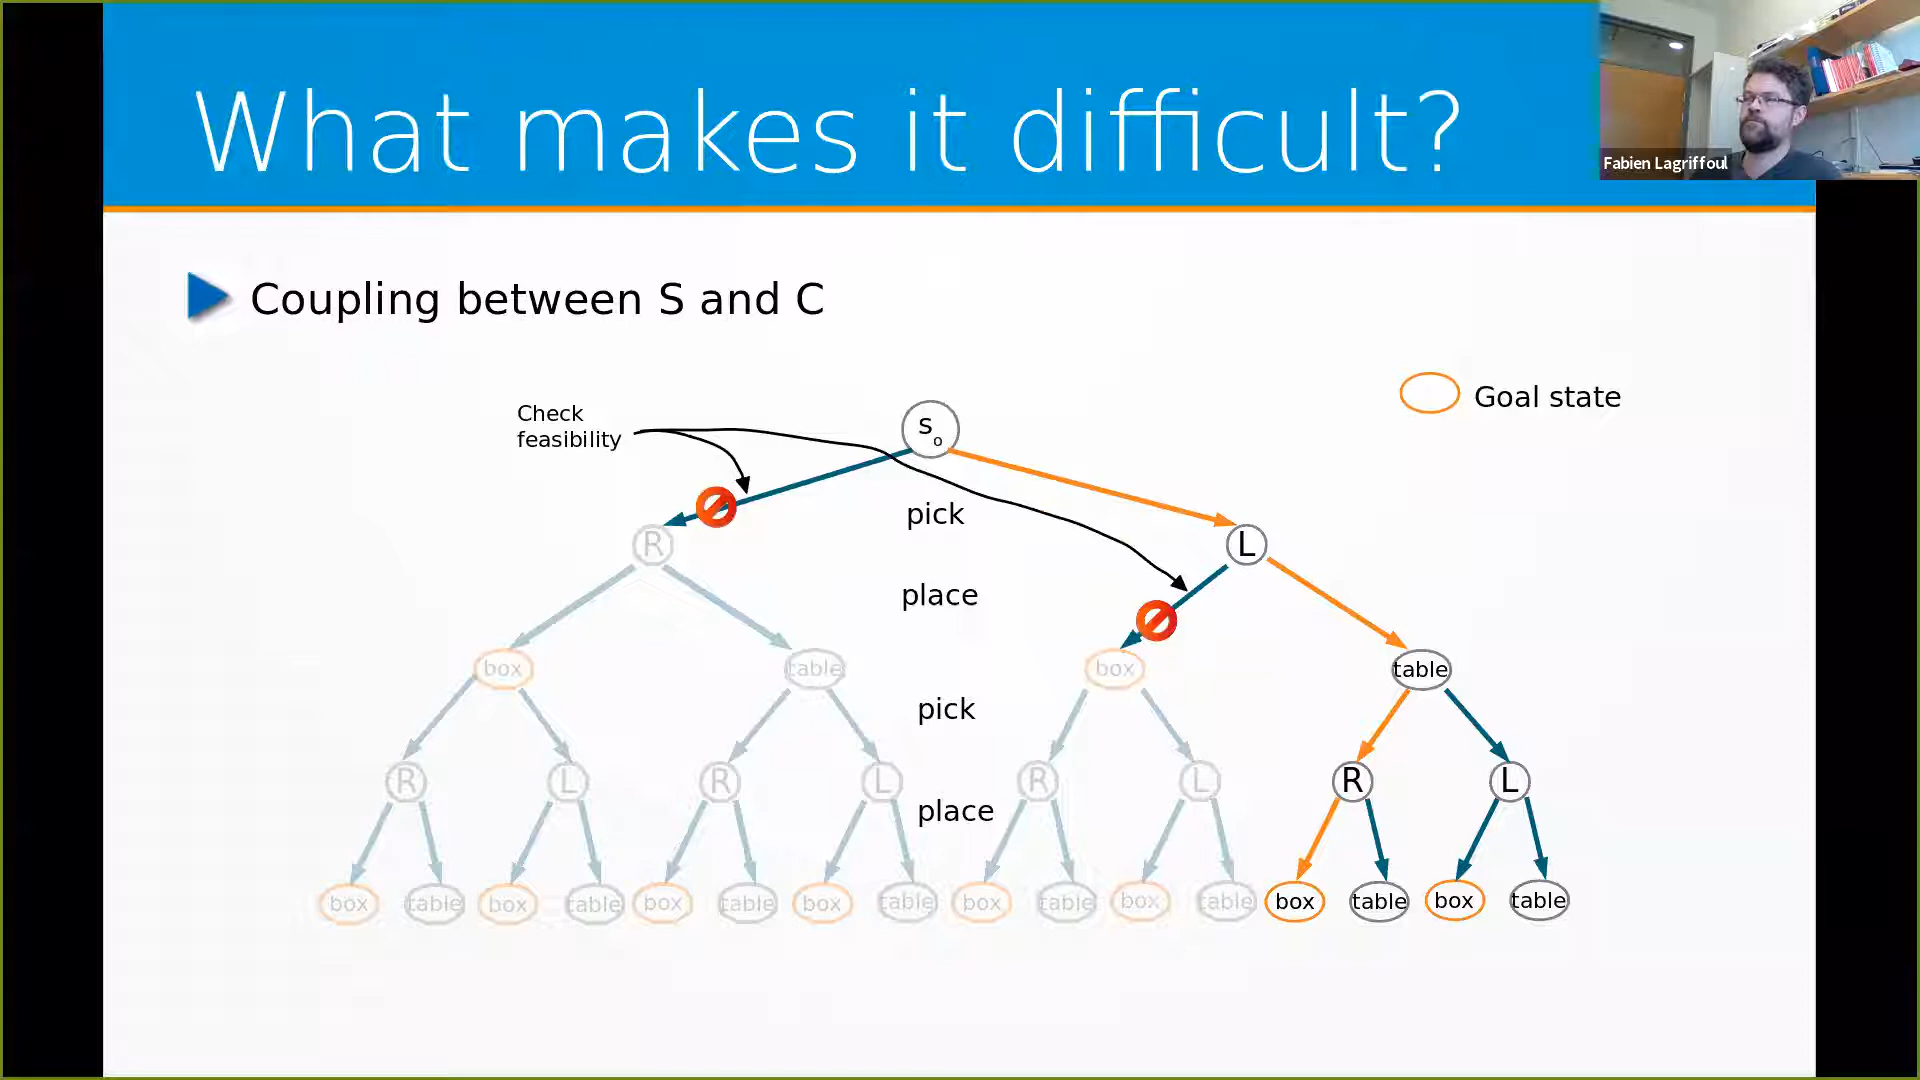 What makes it difficult?
Fabien Lagriffoul
Coupling between S and C
Goal state
Check
feasibility
so
pick
R
L
place
box
table
box
table
pick
R
L
R
L
R
L
R
L
place
box
table
box
table
box
table
box
table
box
table
box
table
box
table
box
table